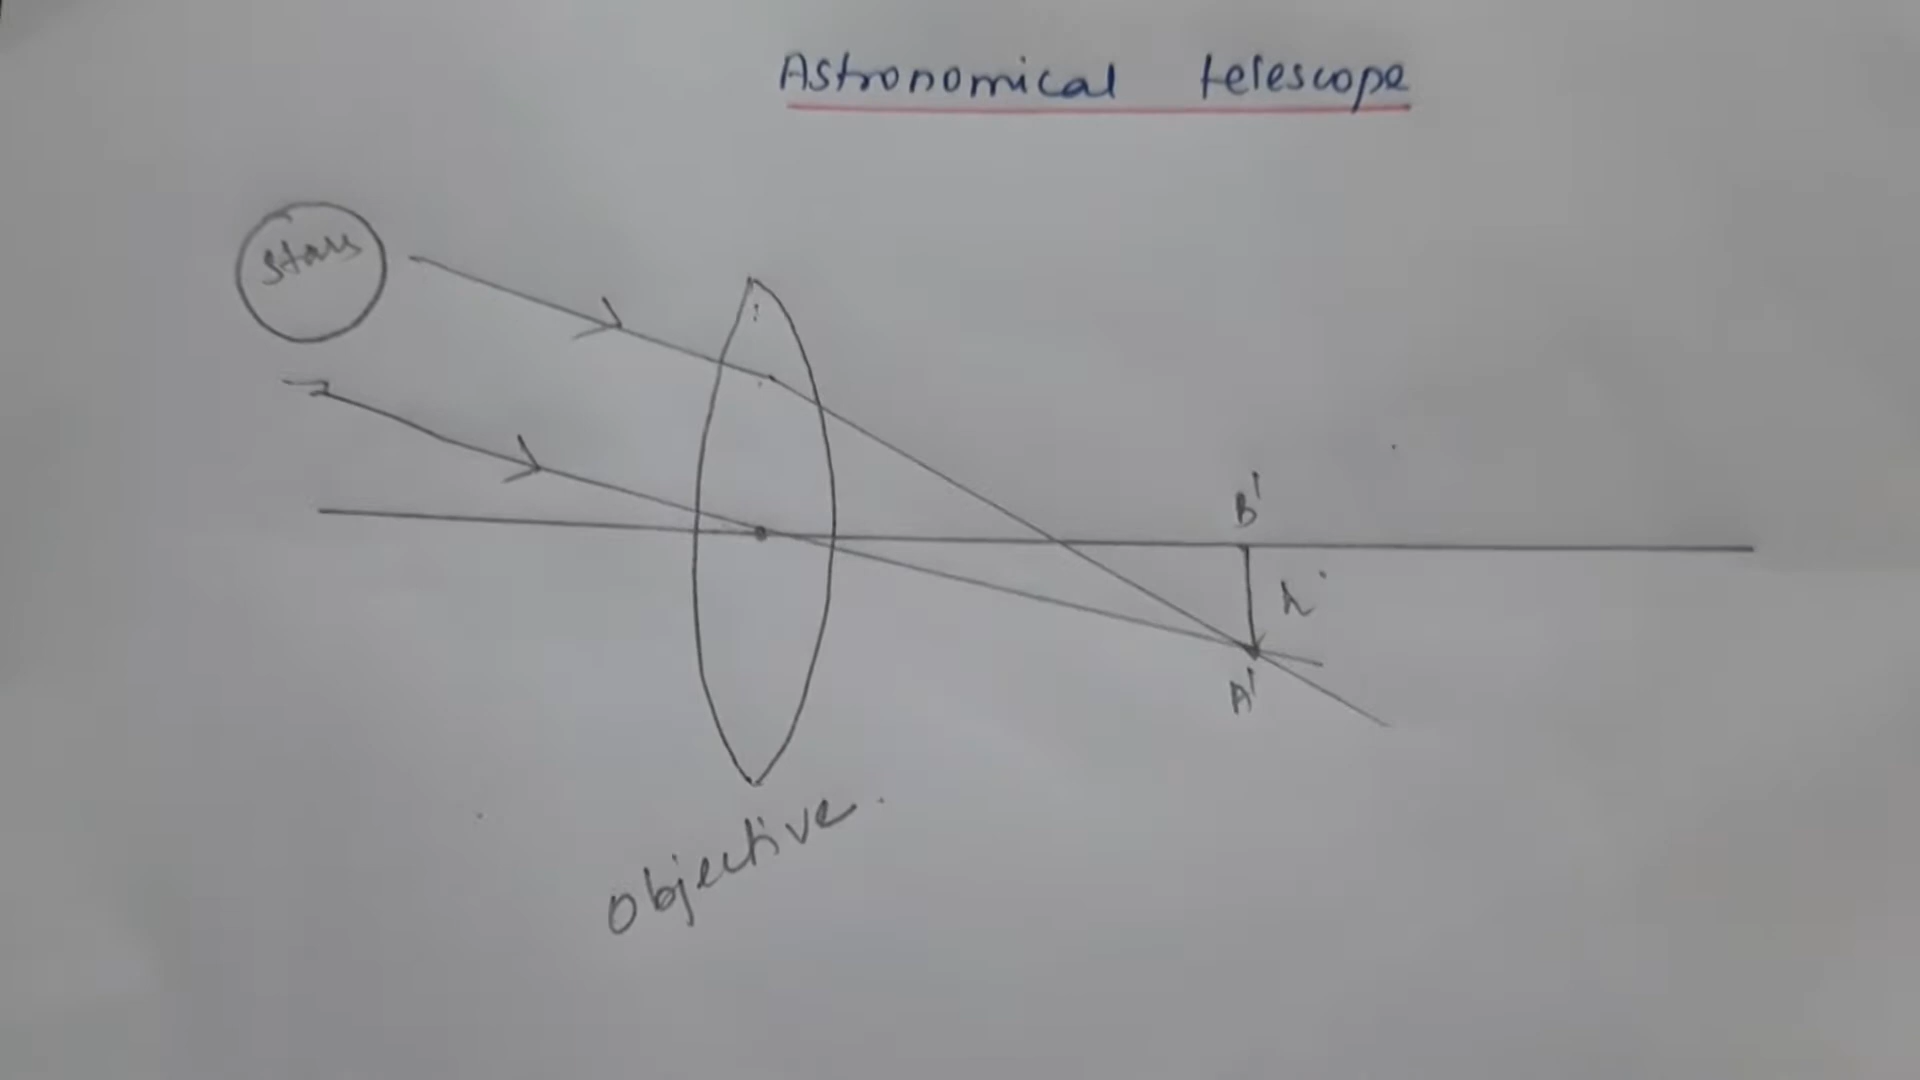 Astronomical telescope
stars
B'
h'
A'
objective.